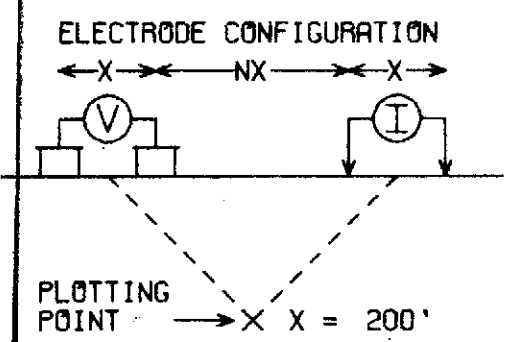 ELECTRODE CONFIGURATION
X NX X
V I
PLOTTING
POINT X X = 200'